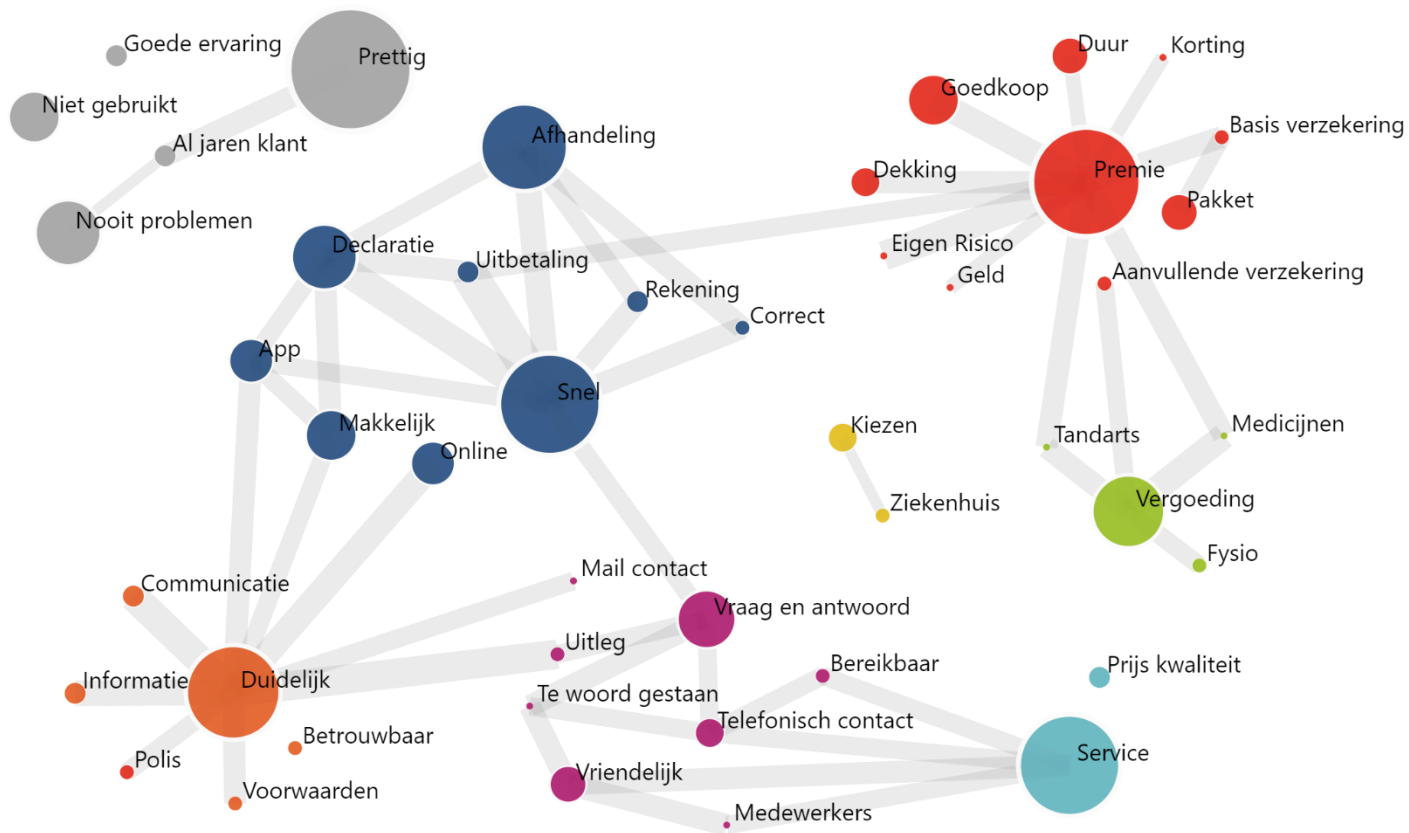 Goede ervaring
Prettig
Niet gebruikt
Al jaren klant
Nooit problemen
Afhandeling
Declaratie
Uitbetaling
Rekening
Correct
App
Snel
Makkelijk
Online
Duur
Korting
Goedkoop
Basis verzekering
Dekking
Premie
Pakket
Eigen Risico
Geld
Aanvullende verzekering
Kiezen
Ziekenhuis
Tandarts
Medicijnen
Vergoeding
Fysio
Communicatie
Informatie
Duidelijk
Betrouwbaar
Polis
Voorwaarden
Mail contact
Vraag en antwoord
Uitleg
Bereikbaar
Te woord gestaan
Telefonisch contact
Vriendelijk
Medewerkers
Prijs kwaliteit
Service